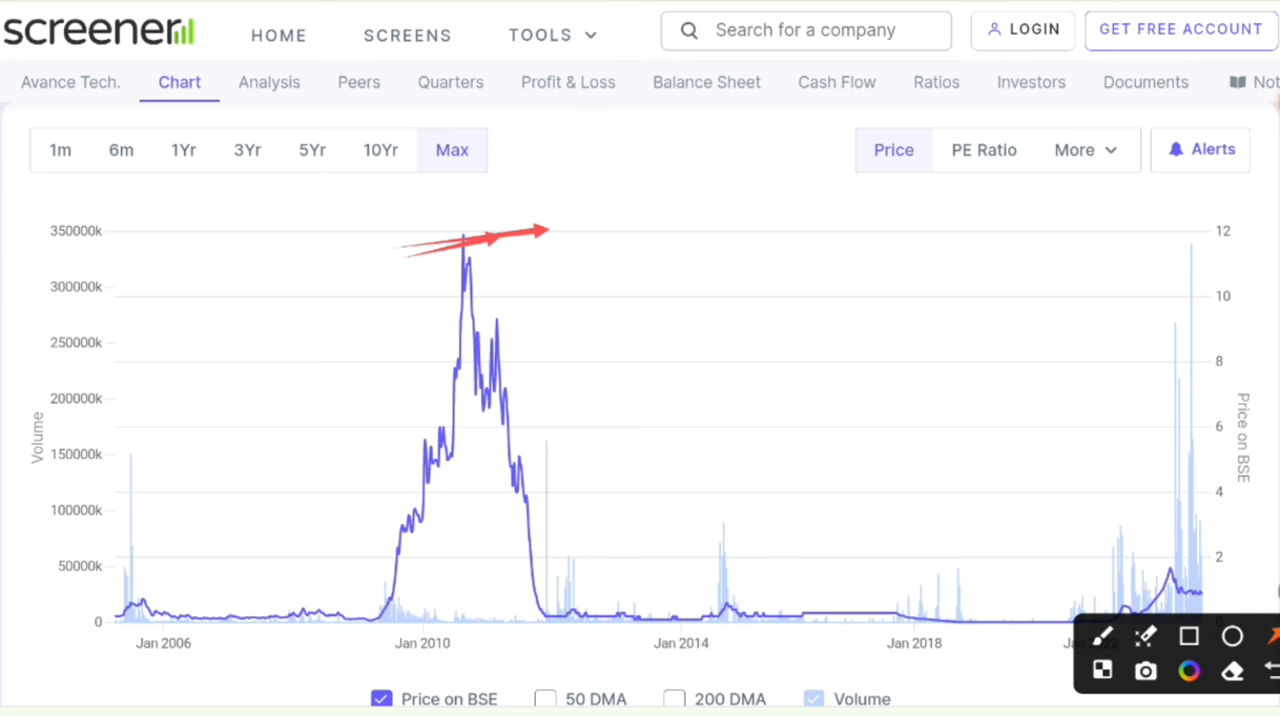 screener
HOME SCREENS TOOLS
Search for a company
LOGIN
GET FREE ACCOUNT
Avance Tech. Chart Analysis Peers Quarters Profit & Loss Balance Sheet Cash Flow Ratios Investors Documents Not
1m 6m 1Yr 3Yr 5Yr 10Yr Max
Price PE Ratio More
Alerts
350000k 12
300000k 10
250000k 8
200000k
Volume
Price on BSE
6
150000k
4
100000k
2
50000k
0 0
Jan 2006 Jan 2010 Jan 2014 Jan 2018 Jan 2022
Price on BSE 50 DMA 200 DMA Volume